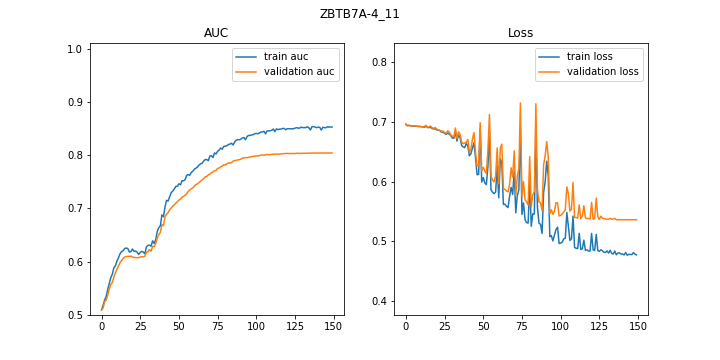 ZBTB7A-4_11
AUC
Loss
train auc
validation auc
train loss
validation loss
1.0
0.9
0.8
0.7
0.6
0.5
0 25 50 75 100 125 150
0.8
0.7
0.6
0.5
0.4
0 25 50 75 100 125 150